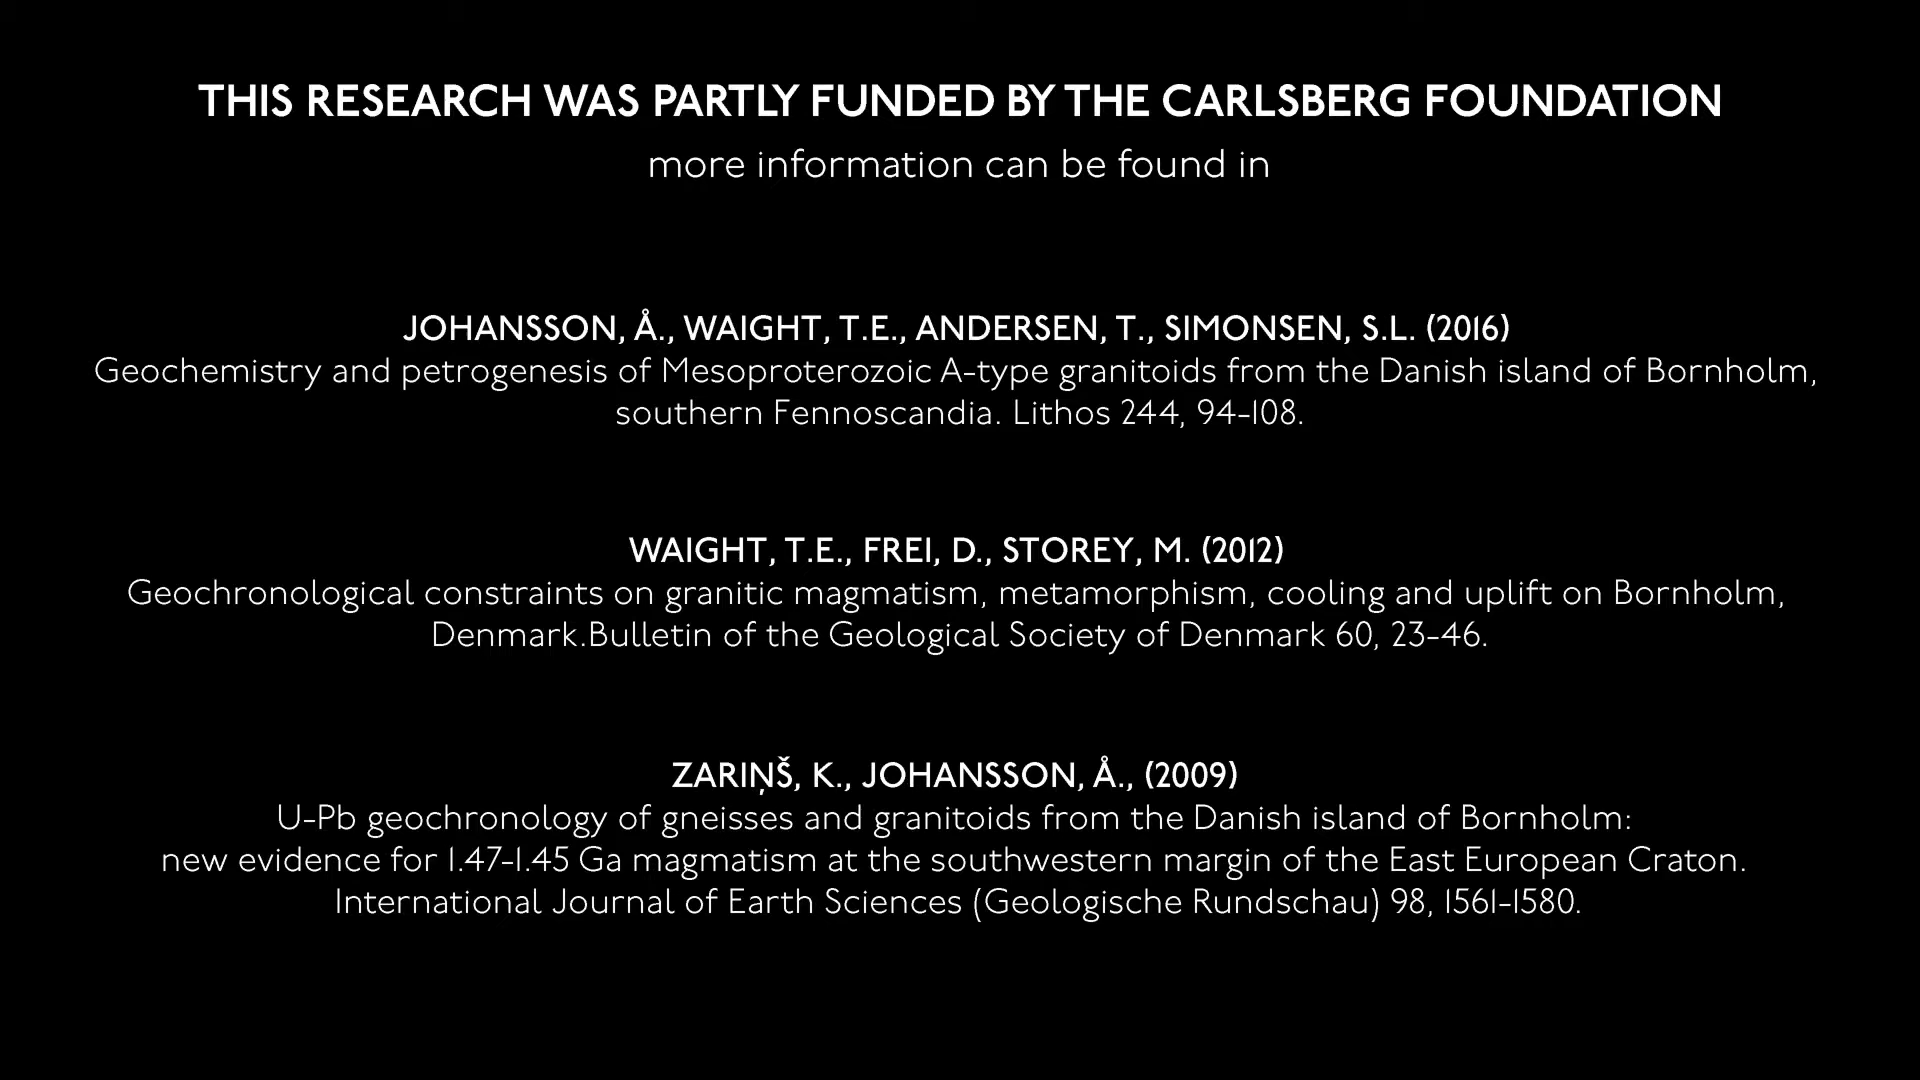 THIS RESEARCH WAS PARTLY FUNDED BY THE CARLSBERG FOUNDATION
more information can be found in
JOHANSSON, Å., WAIGHT, T.E., ANDERSEN, T., SIMONSEN, S.L. (2016)
Geochemistry and petrogenesis of Mesoproterozoic A-type granitoids from the Danish island of Bornholm,
southern Fennoscandia. Lithos 244, 94-108.
WAIGHT, T.E., FREI, D., STOREY, M. (2012)
Geochronological constraints on granitic magmatism, metamorphism, cooling and uplift on Bornholm,
Denmark.Bulletin of the Geological Society of Denmark 60, 23-46.
ZARIŅŠ, K., JOHANSSON, Å., (2009)
U-Pb geochronology of gneisses and granitoids from the Danish island of Bornholm:
new evidence for 1.47-1.45 Ga magmatism at the southwestern margin of the East European Craton.
International Journal of Earth Sciences (Geologische Rundschau) 98, 1561-1580.